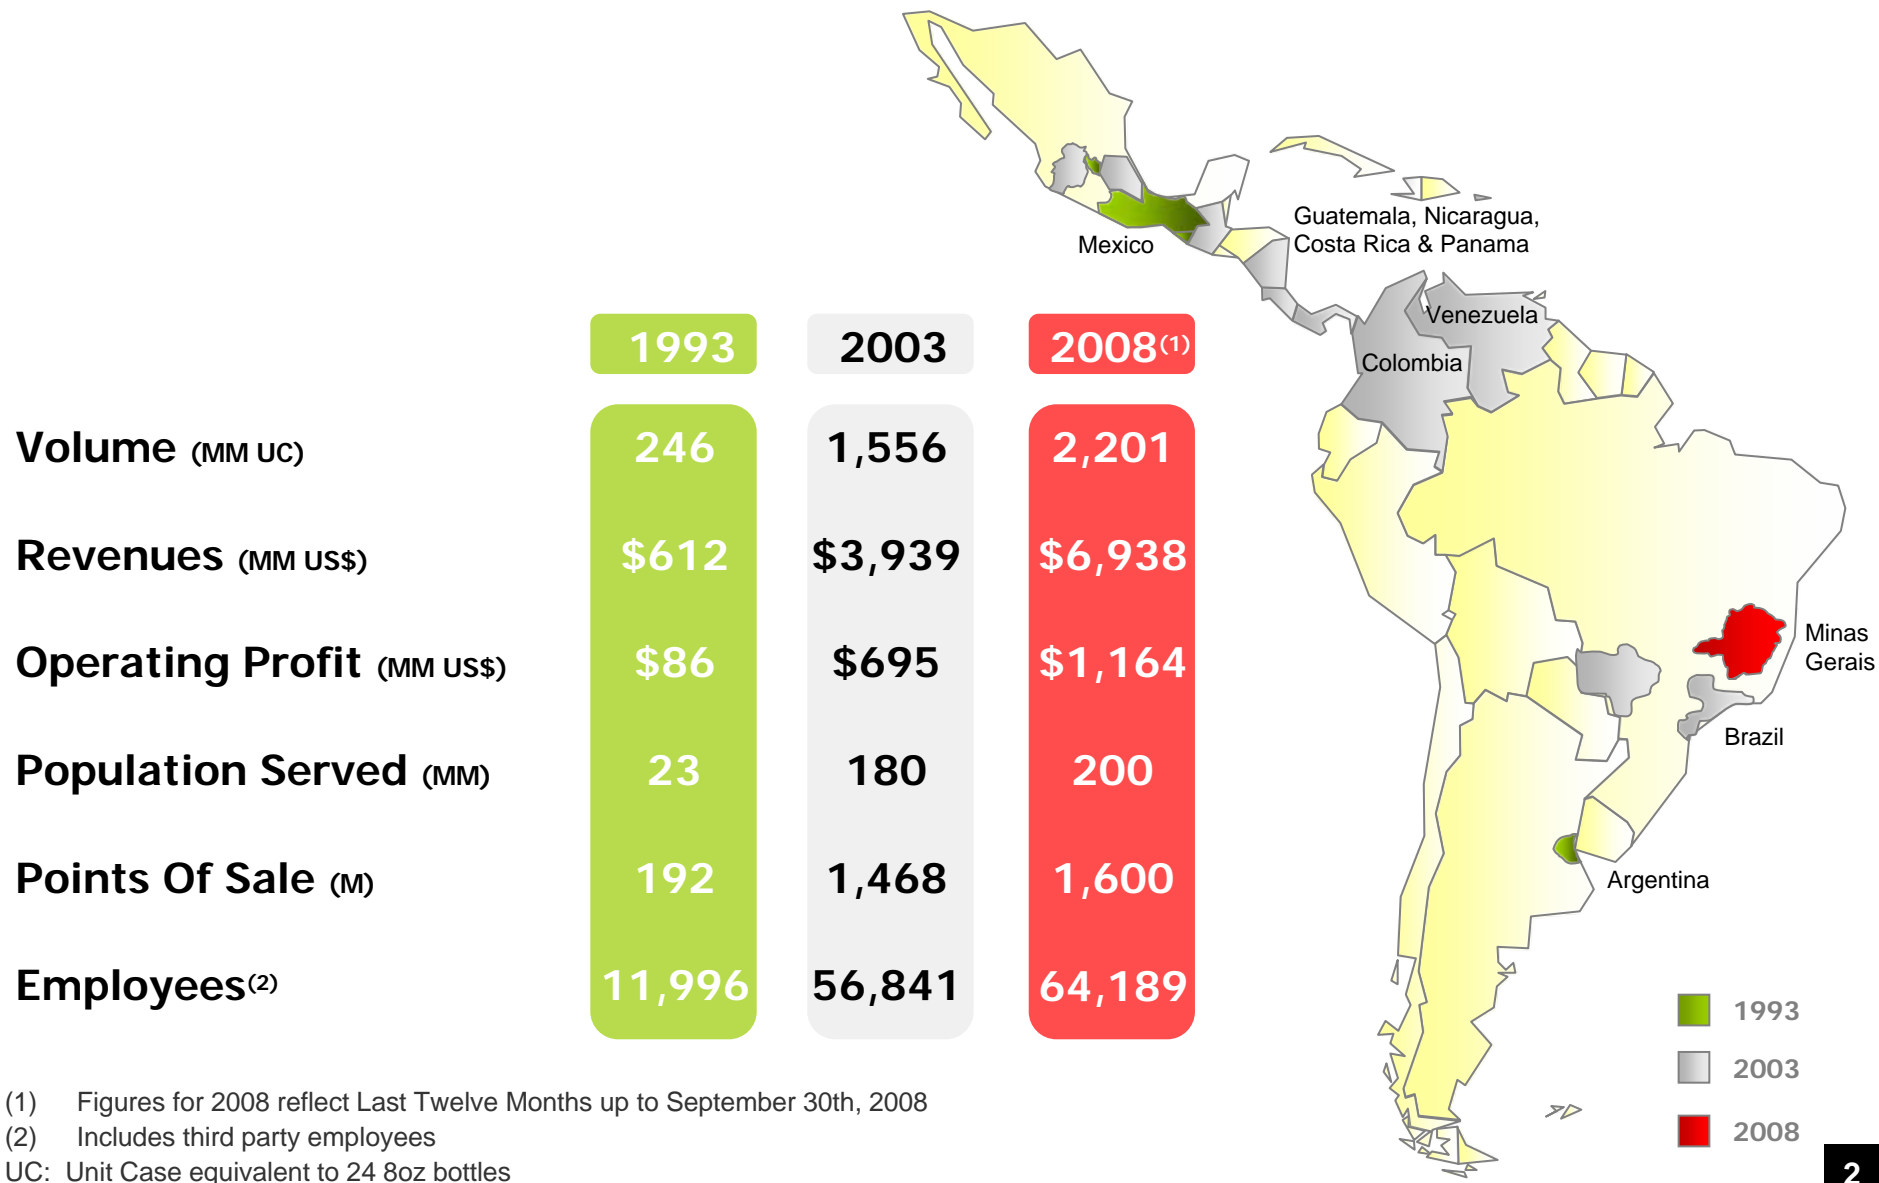 Guatemala, Nicaragua,
Costa Rica & Panama
Mexico
Venezuela
Colombia
1993 2003 2008(1)
Volume (MM UC) 246 1,556 2,201
Revenues (MM US$) $612 $3,939 $6,938
Operating Profit (MM US$) $86 $695 $1,164
Population Served (MM) 23 180 200
Points Of Sale (M) 192 1,468 1,600
Employees(2) 11,996 56,841 64,189
Minas
Gerais
Brazil
Argentina
1993
2003
2008
(1) Figures for 2008 reflect Last Twelve Months up to September 30th, 2008
(2) Includes third party employees
UC: Unit Case equivalent to 24 8oz bottles
2